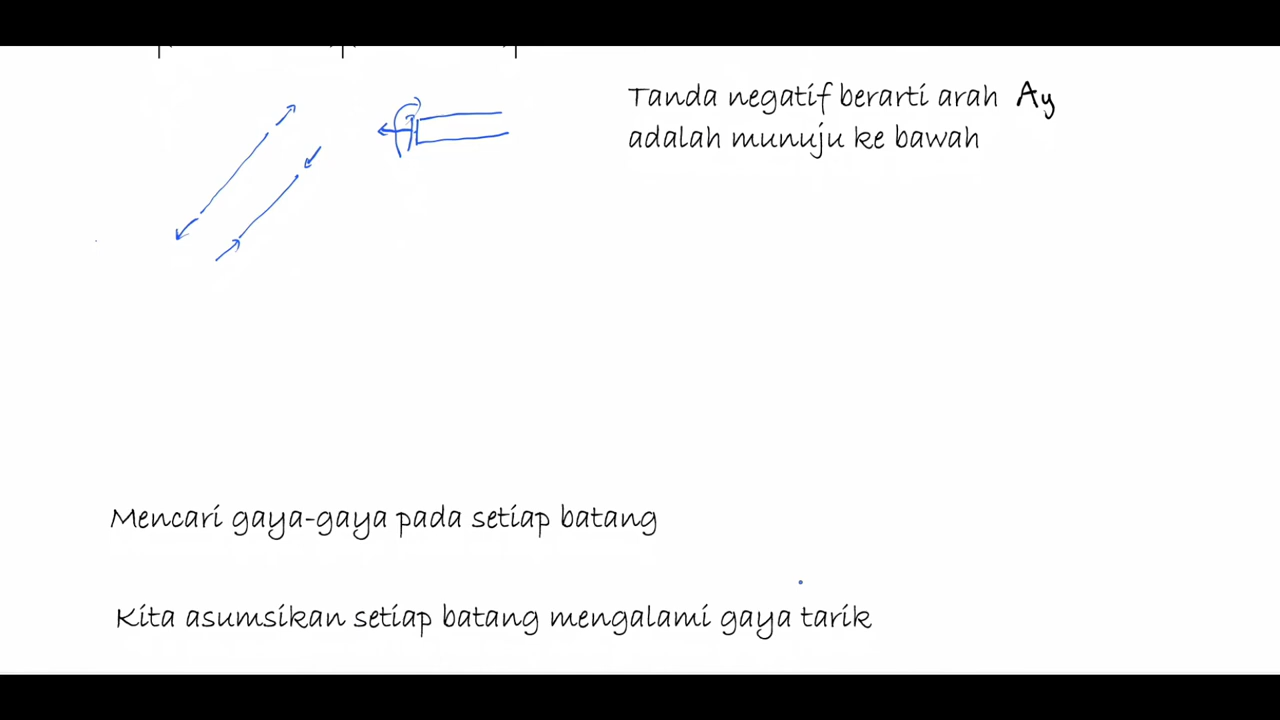 Tanda negatif berarti arah Ay
adalah munuju ke bawah
Mencari gaya-gaya pada setiap batang
Kita asumsikan setiap batang mengalami gaya tarik